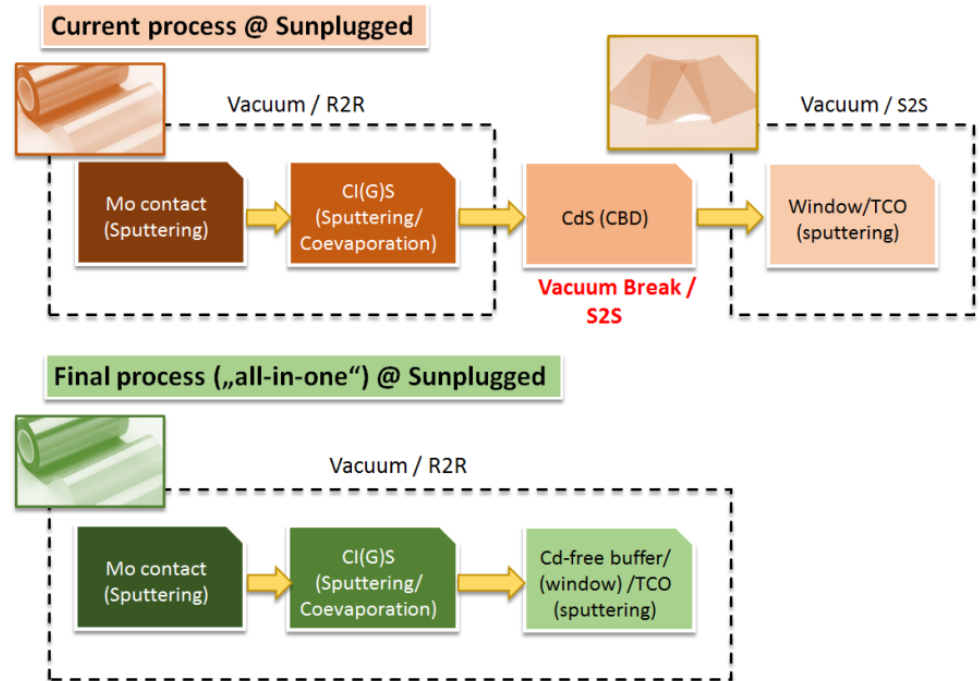 Current process @ Sunplugged
Vacuum / R2R
Vacuum / S2S
Mo contact
(Sputtering)
CI(G)S
(Sputtering/
Coevaporation)
CdS (CBD)
Window/TCO
(sputtering)
Vacuum Break /
S2S
Final process („all-in-one“) @ Sunplugged
Vacuum / R2R
Mo contact
(Sputtering)
CI(G)S
(Sputtering/
Coevaporation)
Cd-free buffer/
(window) /TCO
(sputtering)